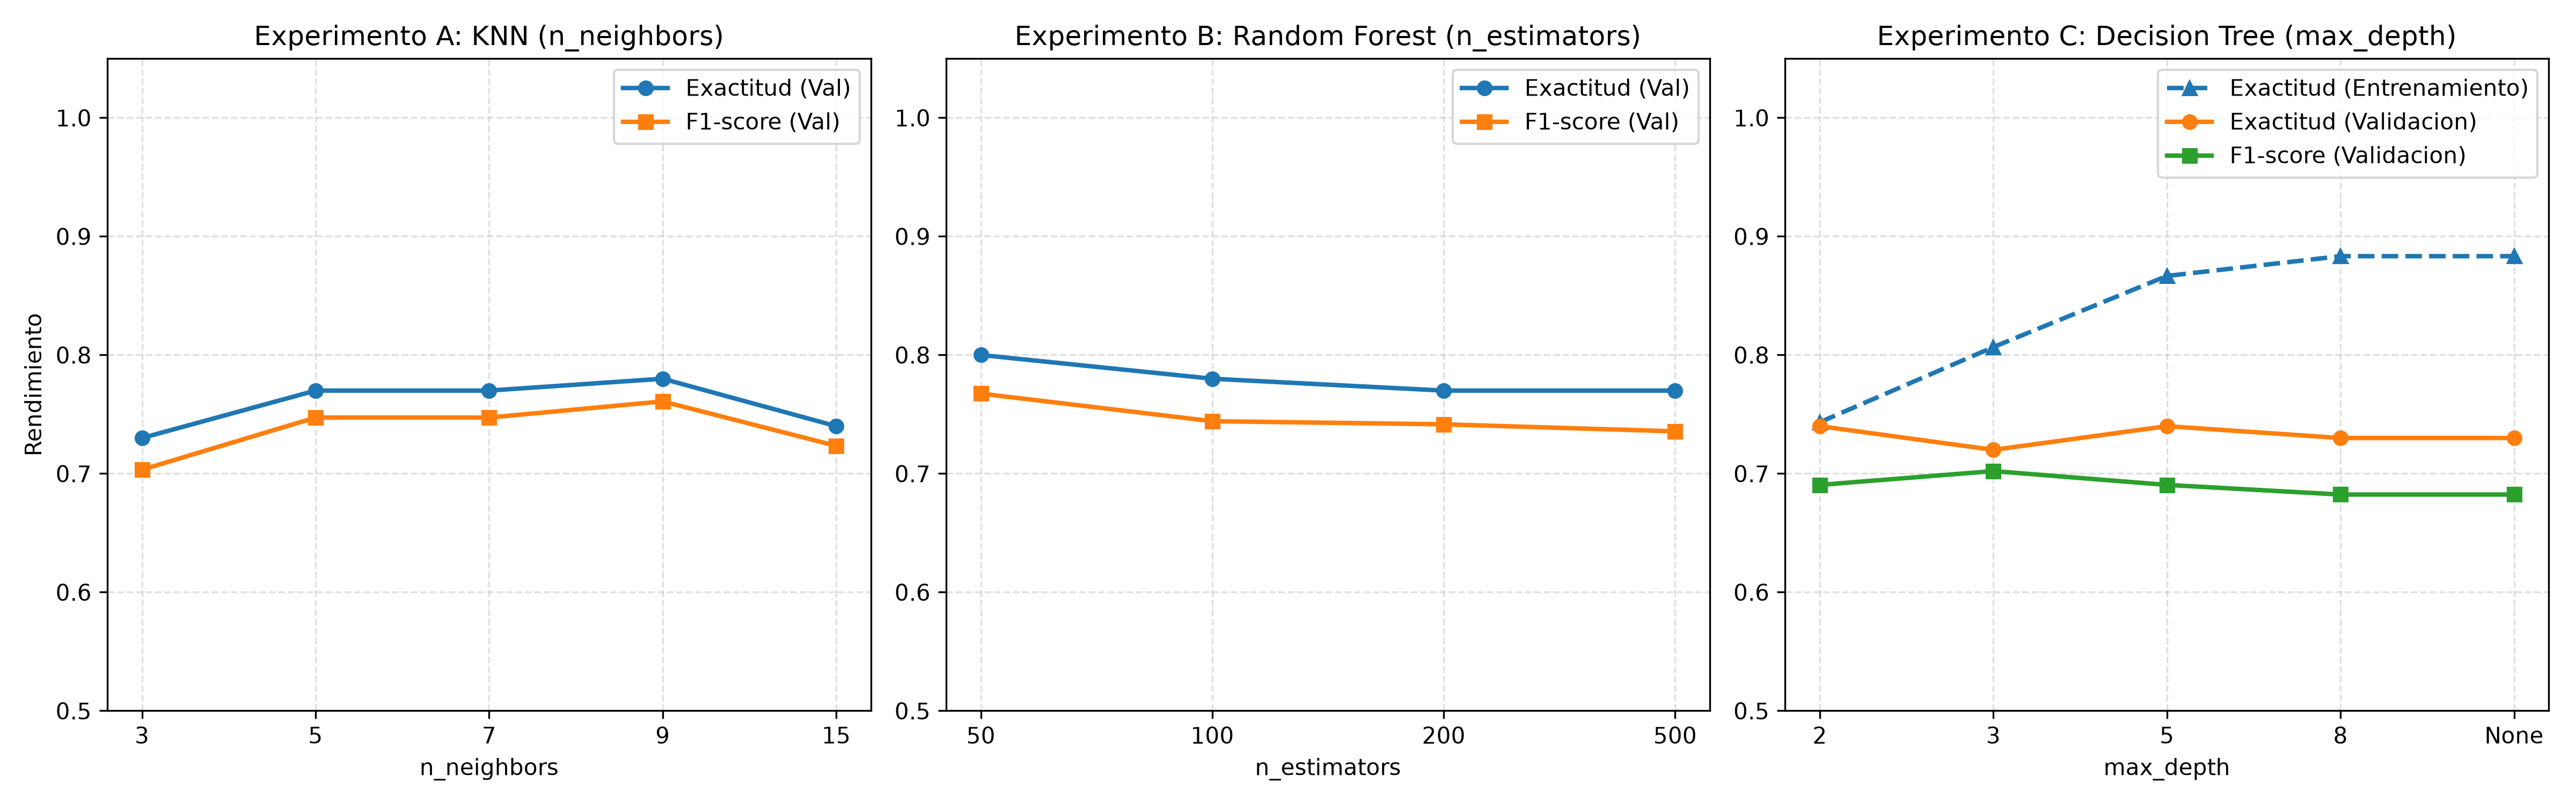 Experimento A: KNN (n_neighbors)
Exactitud (Val)
F1-score (Val)
Rendimiento
1.0
0.9
0.8
0.7
0.6
0.5
3 5 7 9 15
n_neighbors
Experimento B: Random Forest (n_estimators)
Exactitud (Val)
F1-score (Val)
1.0
0.9
0.8
0.7
0.6
0.5
50 100 200 500
n_estimators
Experimento C: Decision Tree (max_depth)
Exactitud (Entrenamiento)
Exactitud (Validacion)
F1-score (Validacion)
1.0
0.9
0.8
0.7
0.6
0.5
2 3 5 8 None
max_depth